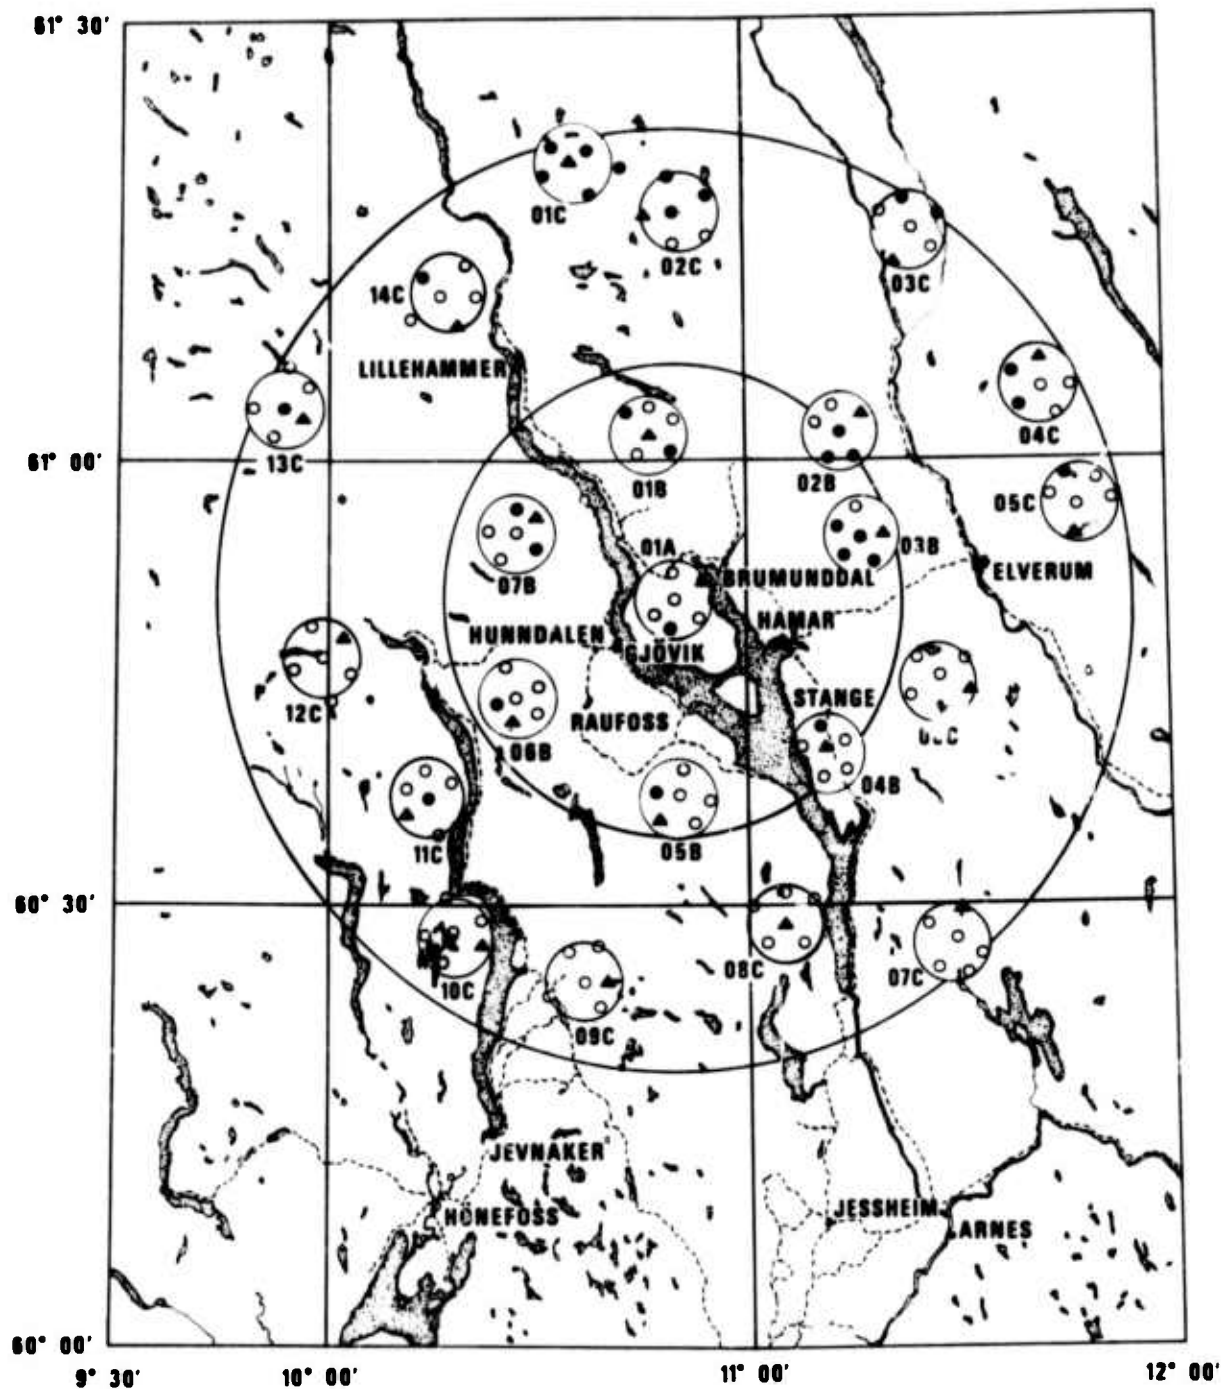 61° 30'
01C
02C
03C
14C
LILLEHAMMER
04C
13C
61° 00'
01B
02B
05C
01A
03B
07B
BRUMUNDDAL
ELVERUM
HAMAR
HUNNDALEN
GJÖVIK
12C
STANGE
RAUFOSS
06B
04B
11C
05B
60° 30'
08C
07C
10C
09C
JEVNAKER
HÖNEFOSS
JESSHEIM
ARNES
60° 00'
9° 30'
10° 00'
11° 00'
12° 00'